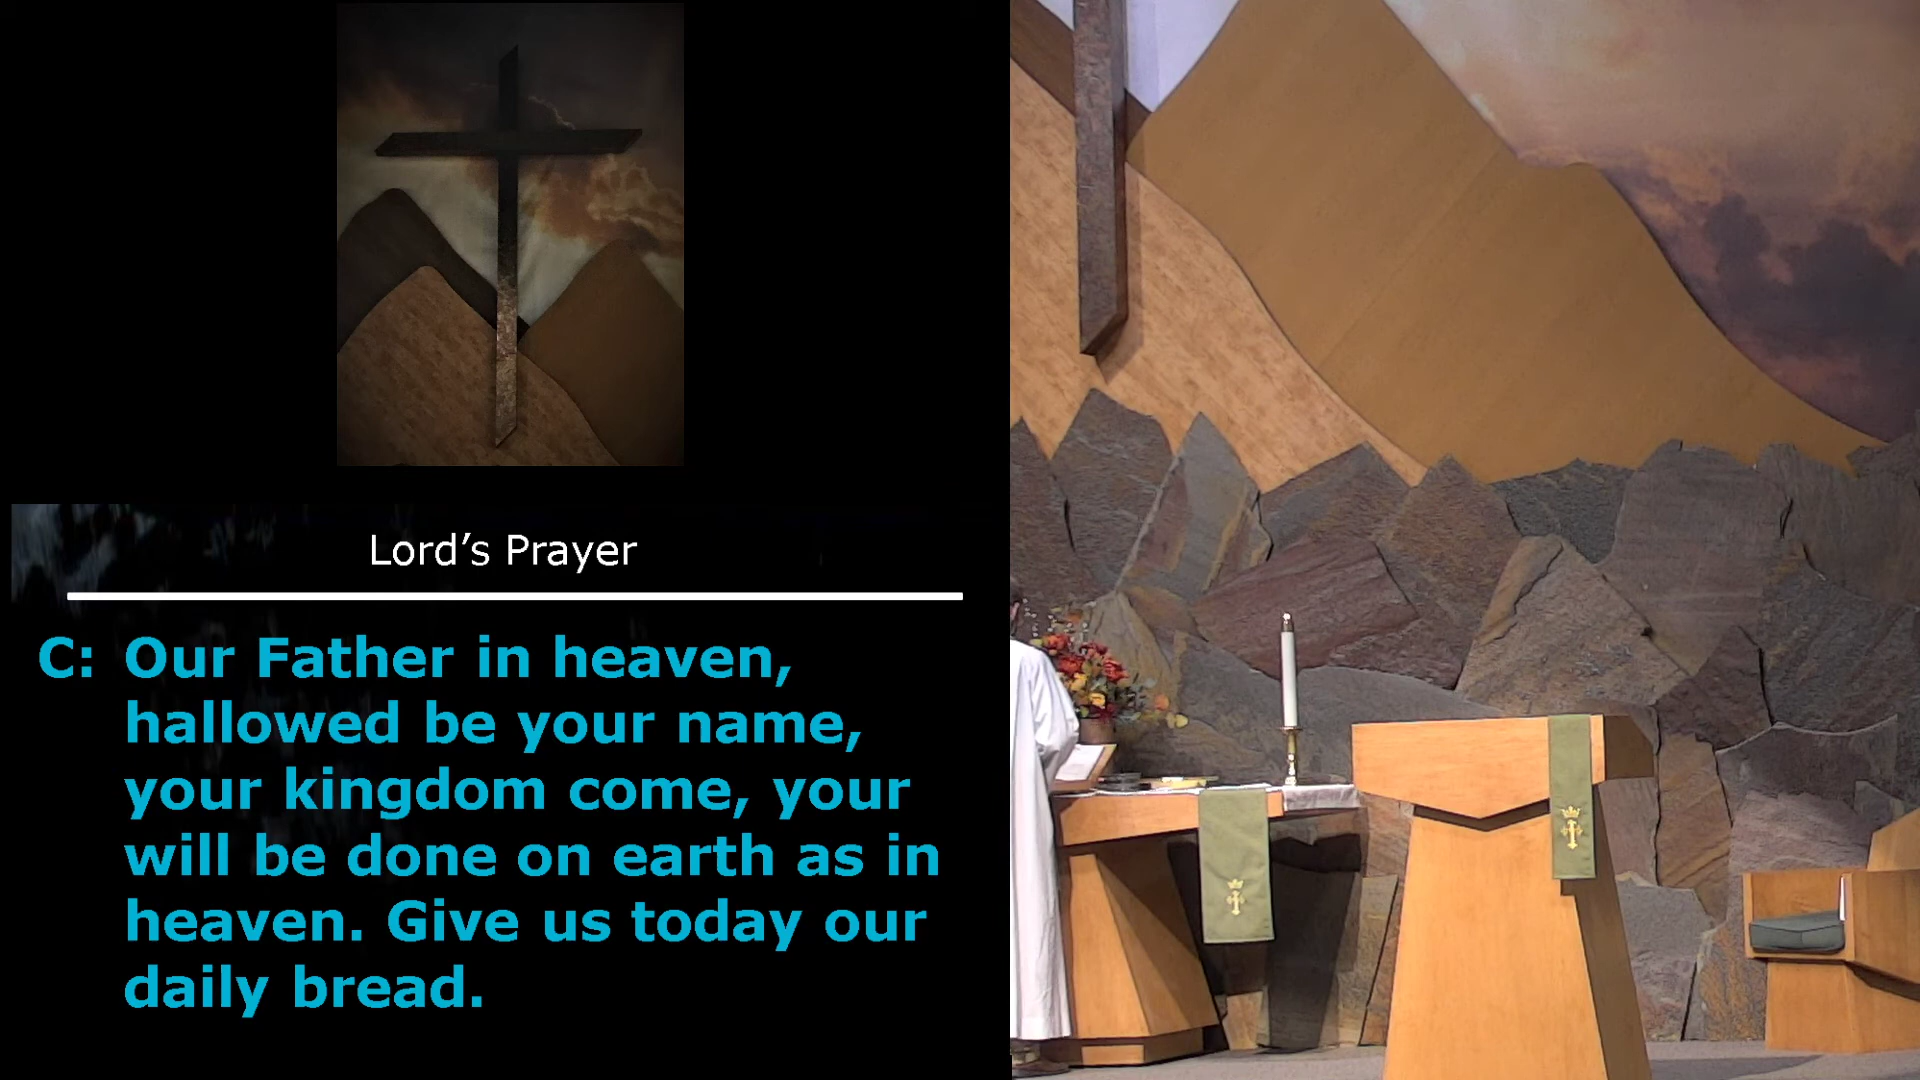 Lord’s Prayer
C: Our Father in heaven,
hallowed be your name,
your kingdom come, your
will be done on earth as in
heaven. Give us today our
daily bread.